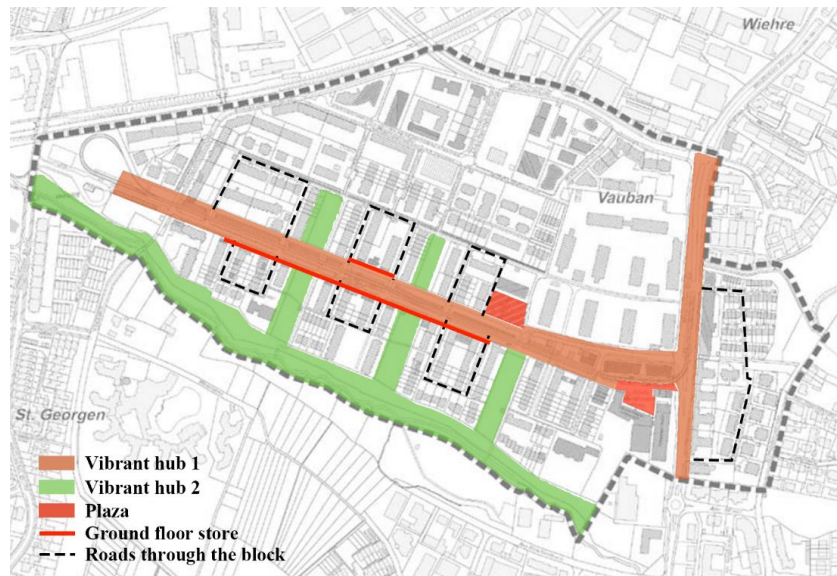 Wiehre
Vauban
St. Georgen
Vibrant hub 1
Vibrant hub 2
Plaza
Ground floor store
Roads through the block